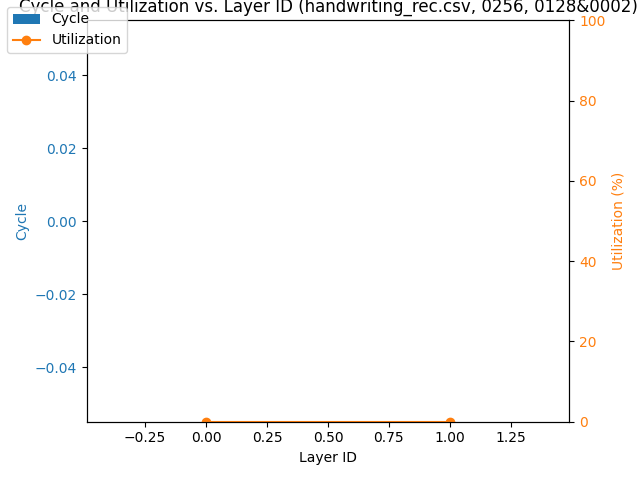 Cycle and Utilization vs. Layer ID (handwriting_rec.csv, 0256, 0128&0002)
Cycle
Utilization
100
80
60
40
20
0
Utilization (%)
0.04
0.02
0.00
−0.02
−0.04
Cycle
−0.25 0.00 0.25 0.50 0.75 1.00 1.25
Layer ID